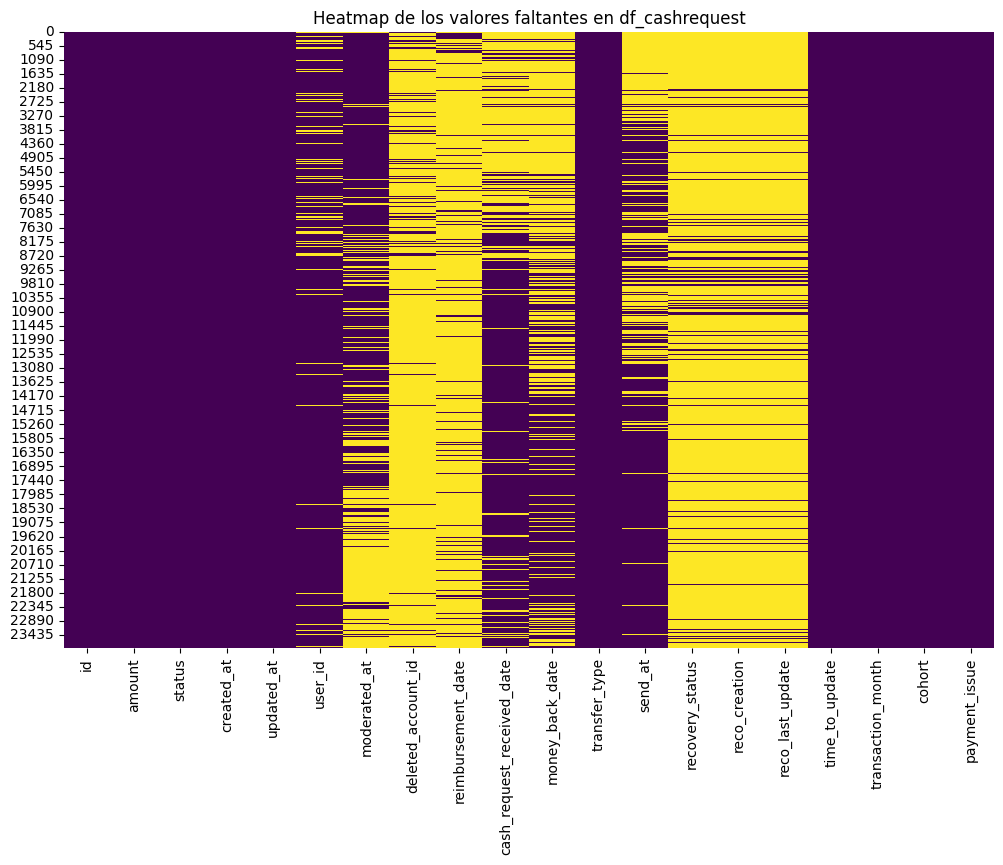 Heatmap de los valores faltantes en df_cashrequest
0
545
1090
1635
2180
2725
3270
3815
4360
4905
5450
5995
6540
7085
7630
8175
8720
9265
9810
10355
10900
11445
11990
12535
13080
13625
14170
14715
15260
15805
16350
16895
17440
17985
18530
19075
19620
20165
20710
21255
21800
22345
22890
23435
id
amount
status
created_at
updated_at
user_id
moderated_at
deleted_account_id
reimbursement_date
cash_request_received_date
money_back_date
transfer_type
send_at
recovery_status
reco_creation
reco_last_update
time_to_update
transaction_month
cohort
payment_issue